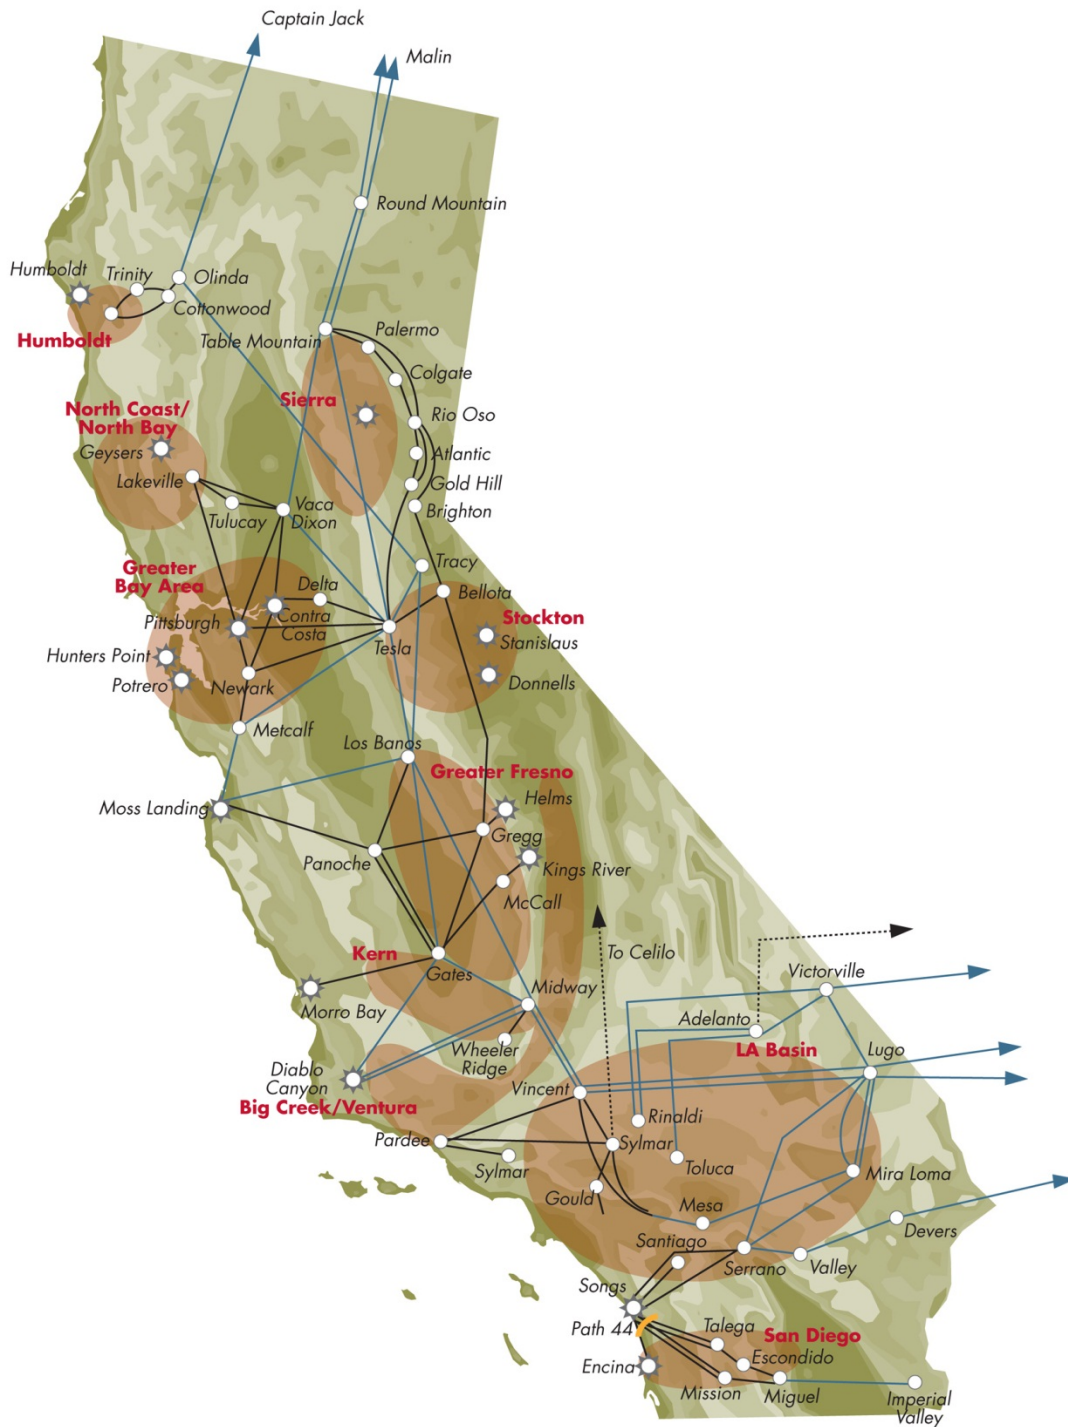 Captain Jack
Malin
Round Mountain
Humboldt
Trinity
Olinda
Cottonwood
Humboldt
Table Mountain
Palermo
Colgate
Sierra
Rio Oso
North Coast/
North Bay
Geysers
Atlantic
Lakeville
Gold Hill
Tulucay
Vaca
Dixon
Brighton
Greater
Bay Area
Delta
Tracy
Bellota
Pittsburgh
Contra
Costa
Stockton
Tesla
Stanislaus
Hunters Point
Potrero
Newark
Donnells
Metcalf
Los Banos
Greater Fresno
Moss Landing
Helms
Gregg
Panoche
Kings River
McCall
Kern
Gates
To Celilo
Morro Bay
Midway
Victorville
Adelanto
LA Basin
Wheeler
Ridge
Lugo
Diablo
Canyon
Vincent
Big Creek/Ventura
Rinaldi
Pardee
Sylmar
Sylmar
Toluca
Mira Loma
Gould
Mesa
Devers
Santiago
Serrano
Valley
Songs
Path 44
Talega
San Diego
Encina
Escondido
Mission
Miguel
Imperial
Valley